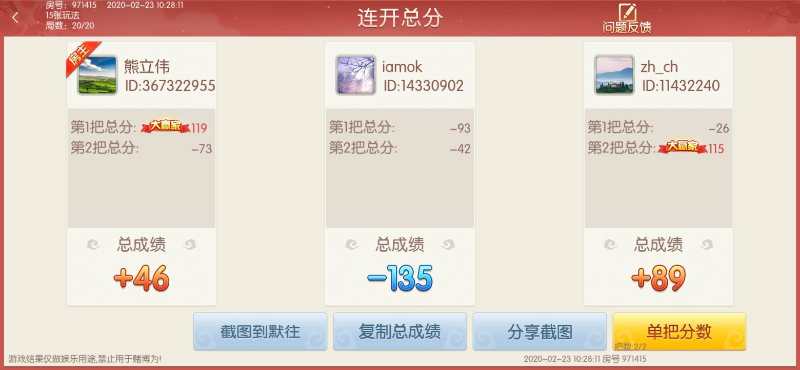 房号：971415 2020-02-23 10:28:11
15张玩法
局数：20/20
连开总分
问题反馈
房主
熊立伟
ID:367322955
第1把总分: 大赢家 119
第2把总分: -73
总成绩
+46
iamok
ID:14330902
第1把总分: -93
第2把总分: -42
总成绩
-135
zh_ch
ID:11432240
第1把总分: -26
第2把总分: 大赢家 115
总成绩
+89
截图到默往
复制总成绩
分享截图
单把分数
把数:2/2
游戏结果仅做娱乐用途,禁止用于赌博为!
2020-02-23 10:28:11 房号 971415